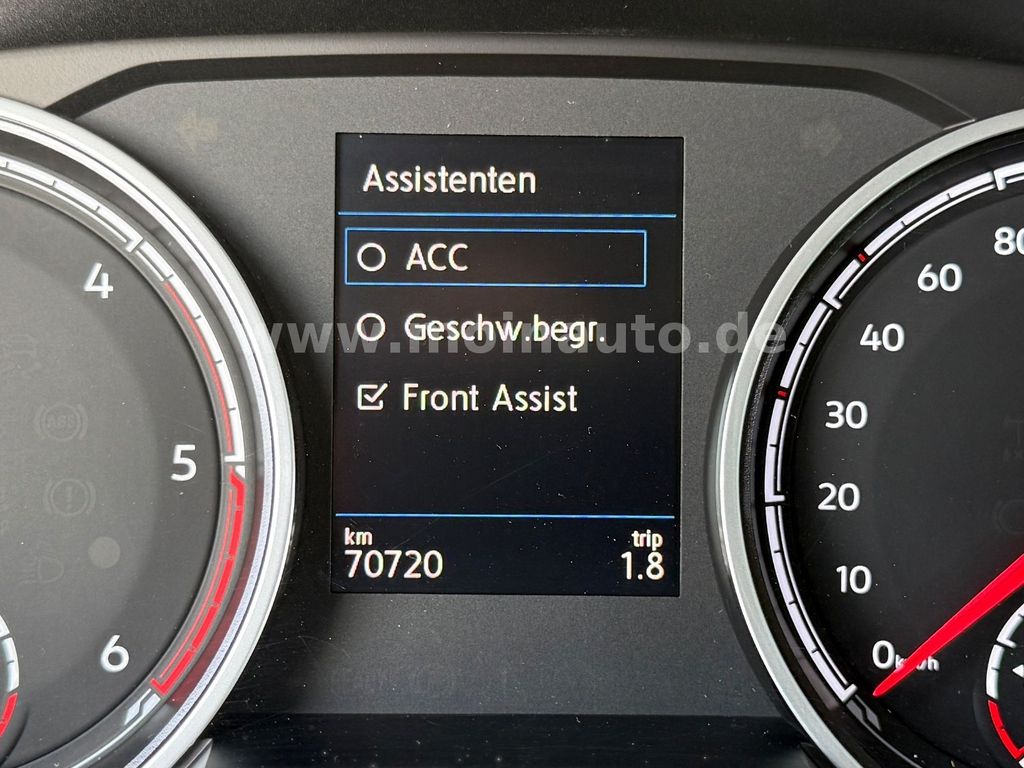 Assistenten
ACC
Geschw.begr.
Front Assist
www.moinauto.de
km
70720
trip
1.8
4
5
6
80
60
40
30
20
10
0 km/h